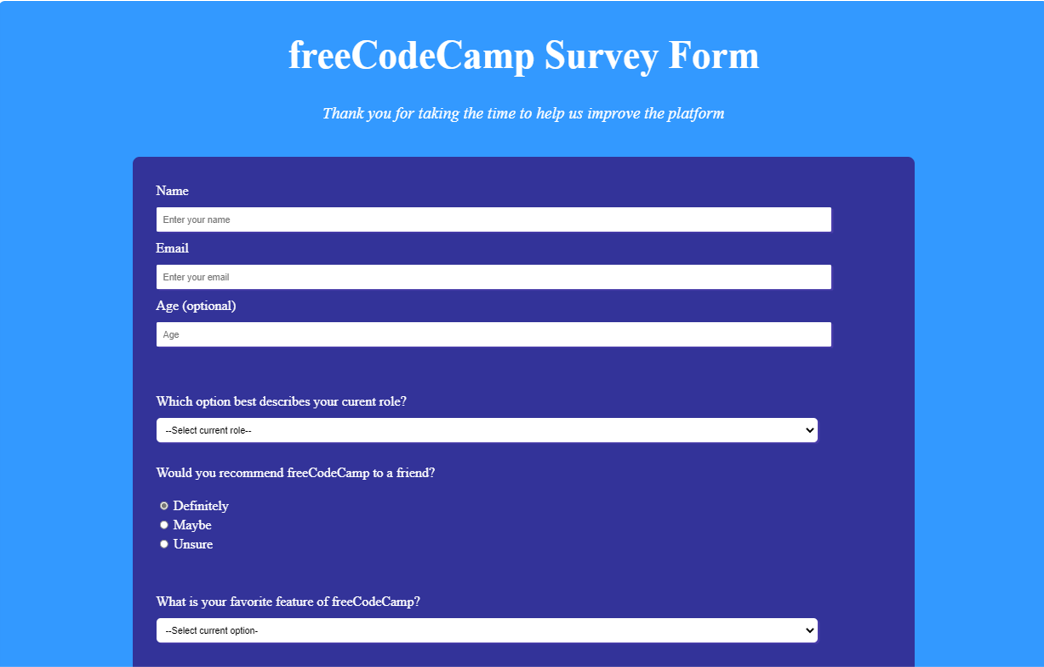 freeCodeCamp Survey Form
Thank you for taking the time to help us improve the platform
Name
Enter your name
Email
Enter your email
Age (optional)
Age
Which option best describes your curent role?
--Select current role--
Would you recommend freeCodeCamp to a friend?
Definitely
Maybe
Unsure
What is your favorite feature of freeCodeCamp?
--Select current option-